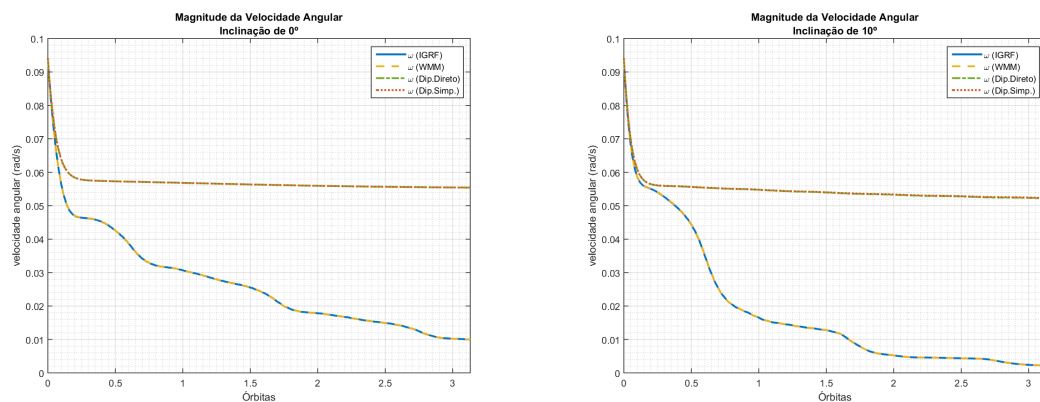 Magnitude da Velocidade Angular
Inclinação de 0º
0.1
0.09
0.08
0.07
0.06
0.05
0.04
0.03
0.02
0.01
0
velocidade angular (rad/s)
ω (IGRF)
ω (WMM)
ω (Dip.Direto)
ω (Dip.Simp.)
0 0.5 1 1.5 2 2.5 3
Órbitas
Magnitude da Velocidade Angular
Inclinação de 10º
0.1
0.09
0.08
0.07
0.06
0.05
0.04
0.03
0.02
0.01
0
velocidade angular (rad/s)
ω (IGRF)
ω (WMM)
ω (Dip.Direto)
ω (Dip.Simp.)
0 0.5 1 1.5 2 2.5 3
Órbitas